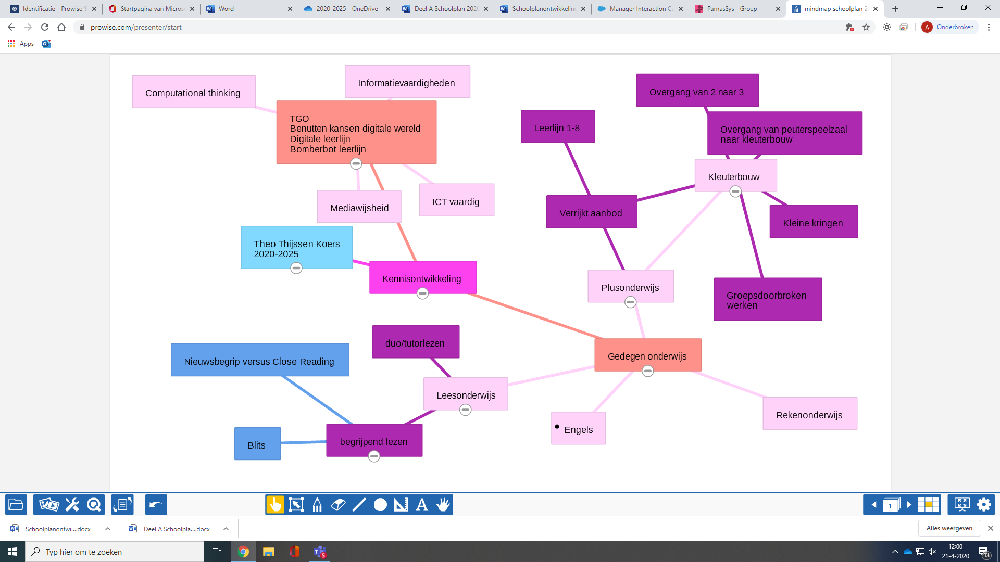 Identificatie - Prowise S
Startpagina van Micros
Word
2020-2025 - OneDrive
Deel A Schoolplan 2020
Schoolplanontwikkeling
Manager Interaction Ce
ParnasSys - Groep
mindmap schoolplan 2
prowise.com/presenter/start
A
Onderbroken
Apps
Computational thinking
Informatievaardigheden
TGO
Benutten kansen digitale wereld
Digitale leerlijn
Bomberbot leerlijn
Mediawijsheid
ICT vaardig
Theo Thijssen Koers
2020-2025
Kennisontwikkeling
Overgang van 2 naar 3
Leerlijn 1-8
Overgang van peuterspeelzaal
naar kleuterbouw
Kleuterbouw
Verrijkt aanbod
Kleine kringen
Plusonderwijs
Groepsdoorbroken
werken
duo/tutorlezen
Nieuwsbegrip versus Close Reading
Gedegen onderwijs
Leesonderwijs
Rekenonderwijs
• Engels
begrijpend lezen
Blits
A
1
Schoolplanontwi....docx
Deel A Schoolpla....docx
Alles weergeven
Typ hier om te zoeken
5
12:00
21-4-2020
13